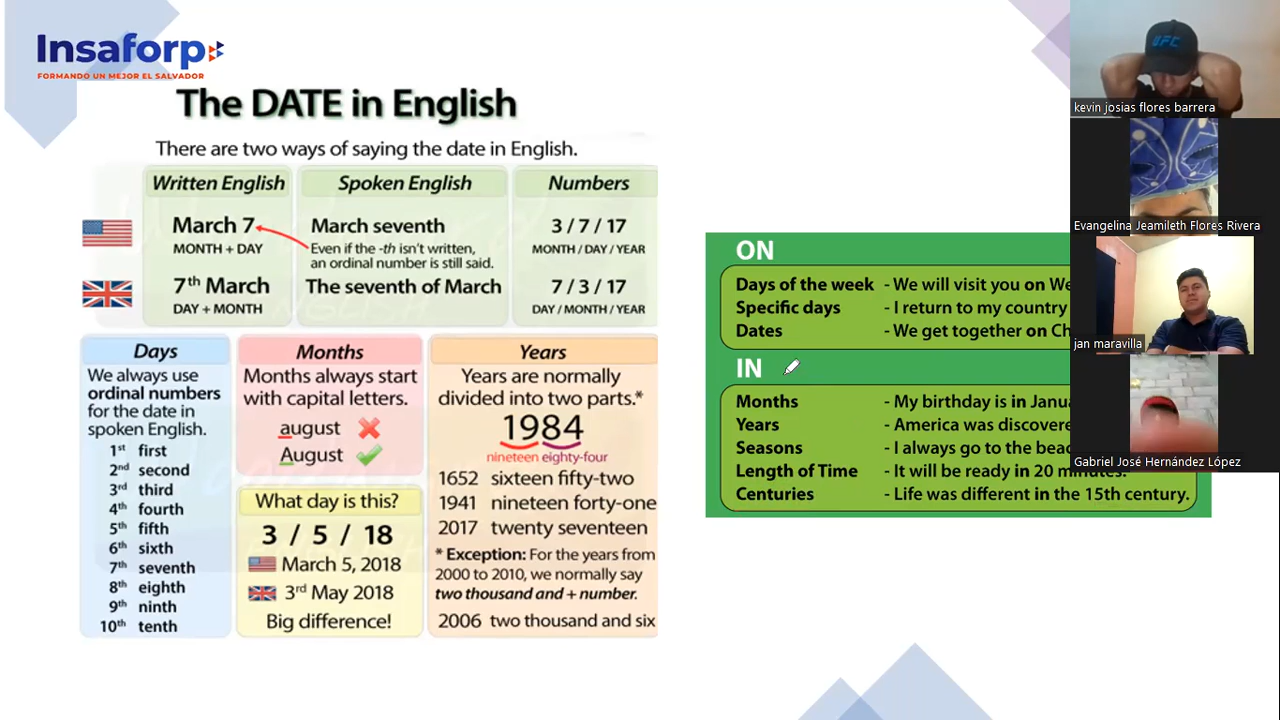 Insaforp
FORMANDO UN MEJOR EL SALVADOR
The DATE in English
There are two ways of saying the date in English.
Written English
Spoken English
Numbers
March 7
MONTH + DAY
March seventh
Even if the -th isn't written,
an ordinal number is still said.
3 / 7 / 17
MONTH / DAY / YEAR
7th March
DAY + MONTH
The seventh of March
7 / 3 / 17
DAY / MONTH / YEAR
Days
We always use
ordinal numbers
for the date in
spoken English.
1st first
2nd second
3rd third
4th fourth
5th fifth
6th sixth
7th seventh
8th eighth
9th ninth
10th tenth
Months
Months always start
with capital letters.
august
August
What day is this?
3 / 5 / 18
March 5, 2018
3rd May 2018
Big difference!
Years
Years are normally
divided into two parts.*
1984
nineteen eighty-four
1652 sixteen fifty-two
1941 nineteen forty-one
2017 twenty seventeen
* Exception: For the years from
2000 to 2010, we normally say
two thousand and + number.
2006 two thousand and six
ON
Days of the week - We will visit you on We
Specific days - I return to my country
Dates - We get together on Ch
IN
Months - My birthday is in Janua
Years - America was discovere
Seasons - I always go to the bea
Length of Time - It will be ready in 20 minutes.
Centuries - Life was different in the 15th century.
UFC
kevin josias flores barrera
Evangelina Jeamileth Flores Rivera
jan maravilla
Gabriel José Hernández López